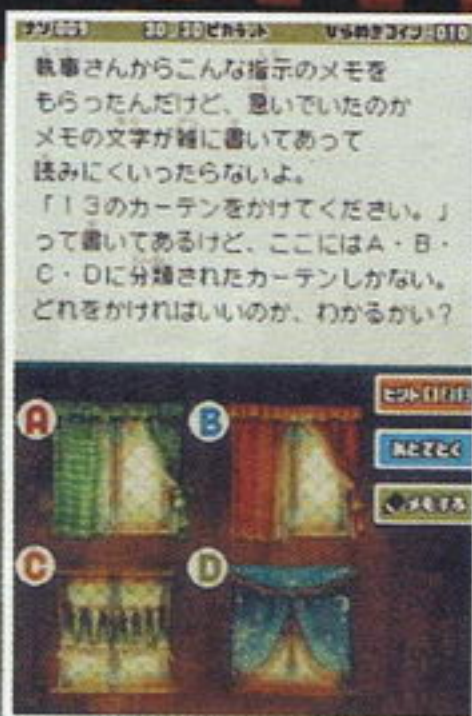 ナゾ:009 30/30ピカラット ひらめきコイン:010
執事さんからこんな指示のメモを
もらったんだけど、急いでいたのか
メモの文字が雑に書いてあって
読みにくいったらないよ。
「13のカーテンをかけてください。」
って書いてあるけど、ここにはA・B・
C・Dに分類されたカーテンしかない。
どれをかければいいのか、わかるかい?
A
B
ヒント
あとでとく
メモする
C
D